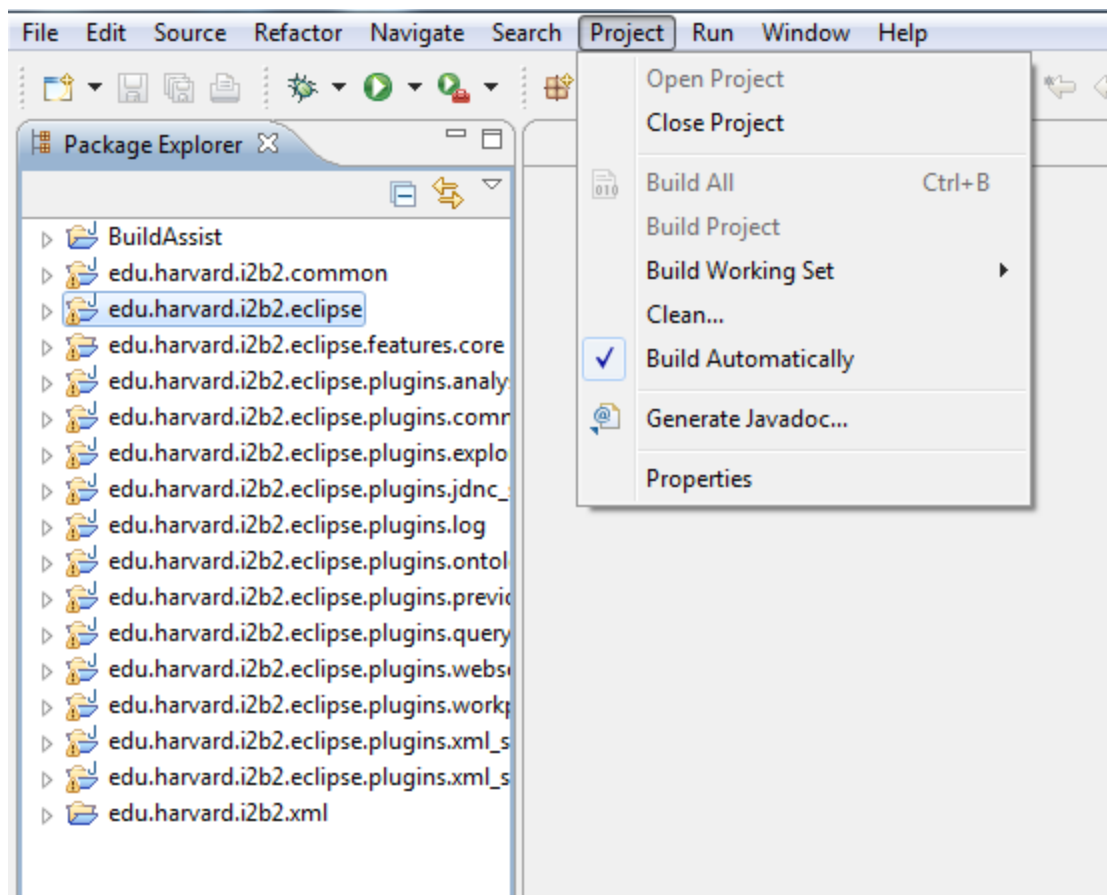 File Edit Source Refactor Navigate Search Project Run Window Help
Package Explorer
BuildAssist
edu.harvard.i2b2.common
edu.harvard.i2b2.eclipse
edu.harvard.i2b2.eclipse.features.core
edu.harvard.i2b2.eclipse.plugins.analy
edu.harvard.i2b2.eclipse.plugins.comm
edu.harvard.i2b2.eclipse.plugins.explo
edu.harvard.i2b2.eclipse.plugins.jdnc_
edu.harvard.i2b2.eclipse.plugins.log
edu.harvard.i2b2.eclipse.plugins.ontol
edu.harvard.i2b2.eclipse.plugins.previ
edu.harvard.i2b2.eclipse.plugins.query
edu.harvard.i2b2.eclipse.plugins.webs
edu.harvard.i2b2.eclipse.plugins.work
edu.harvard.i2b2.eclipse.plugins.xml_s
edu.harvard.i2b2.eclipse.plugins.xml_s
edu.harvard.i2b2.xml
Open Project
Close Project
010 Build All Ctrl+B
Build Project
Build Working Set
Clean...
Build Automatically
@ Generate Javadoc...
Properties